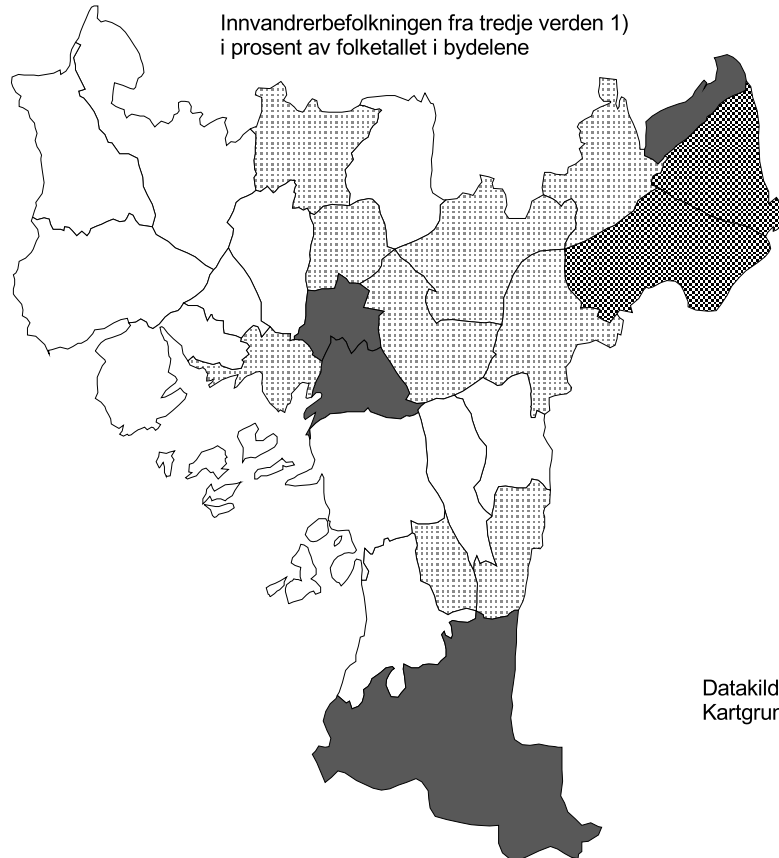 Innvandrerbefolkningen fra tredje verden 1)
i prosent av folketallet i bydelene
Datakild
Kartgrun